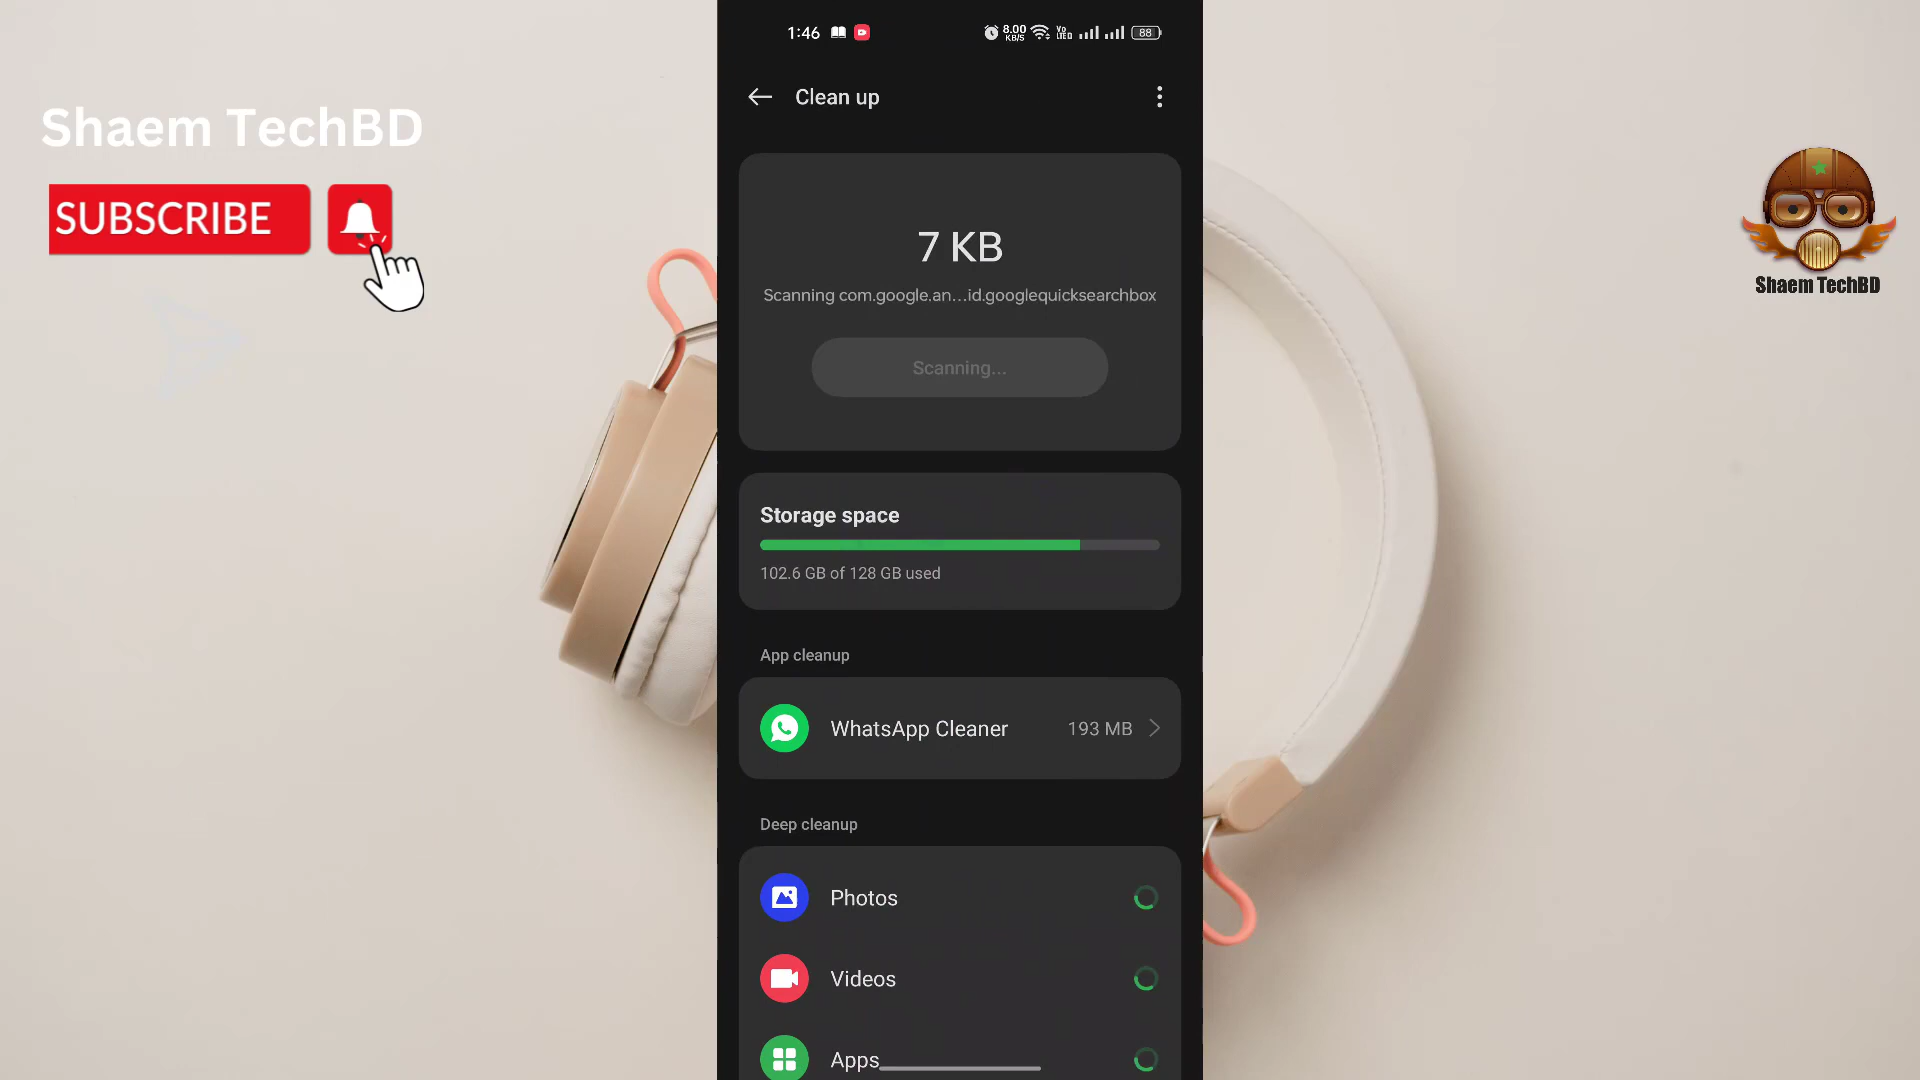 Shaem TechBD
SUBSCRIBE
1:46
8.00
KB/S
Vo
LTE
88
Clean up
7 KB
Scanning com.google.an...id.googlequicksearchbox
Scanning...
Storage space
102.6 GB of 128 GB used
App cleanup
WhatsApp Cleaner
193 MB
Deep cleanup
Photos
Videos
Apps
Shaem TechBD